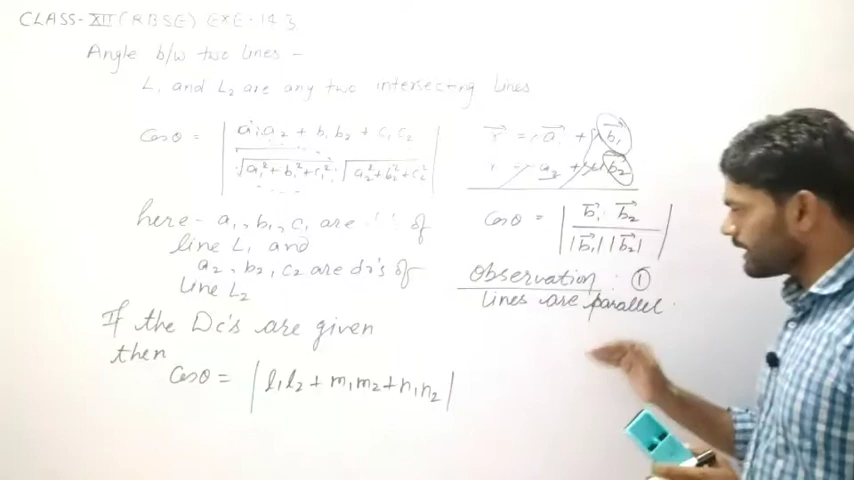 CLASS-XII (RBSE) EXE-14.3
Angle b/w two lines -
L₁ and L₂ are any two intersecting lines
Cosθ = | a₁a₂ + b₁b₂ + c₁c₂ / √a₁²+b₁²+c₁² · √a₂²+b₂²+c₂² |
here - a₁, b₁, c₁ are of
line L₁ and
a₂, b₂, c₂ are dr's of
line L₂
If the Dc's are given
then
Cosθ = | l₁l₂ + m₁m₂ + n₁n₂ |
r⃗ = a⃗₁ + b⃗₁
r = a₂ + b⃗₂
Cosθ = | b⃗₁ · b⃗₂ / |b⃗₁| |b⃗₂| |
Observation : ①
Lines are parallel.